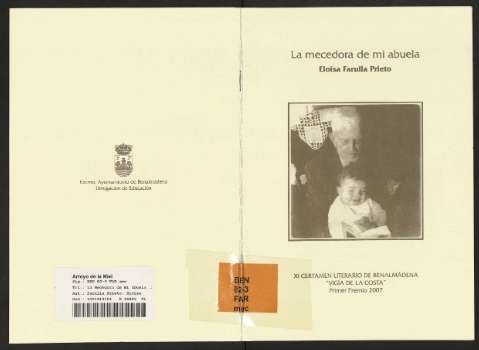 La mecedora de mi abuela
Eloísa Farulla Prieto
XI CERTAMEN LITERARIO DE BENALMÁDENA
"VIGÍA DE LA COSTA"
Primer Premio 2007
Excmo. Ayuntamiento de Benalmádena
Delegación de Educación
Arroyo de la Miel
BEN
82-3
FAR
mec